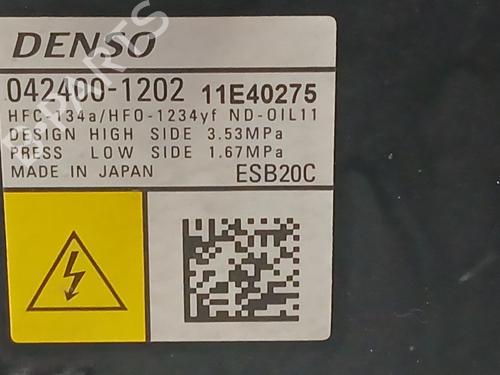 DENSO
042400-1202 11E40275
HFC-134a/HFO-1234yf ND-OIL11
DESIGN HIGH SIDE 3.53MPa
PRESS LOW SIDE 1.67MPa
MADE IN JAPAN ESB20C